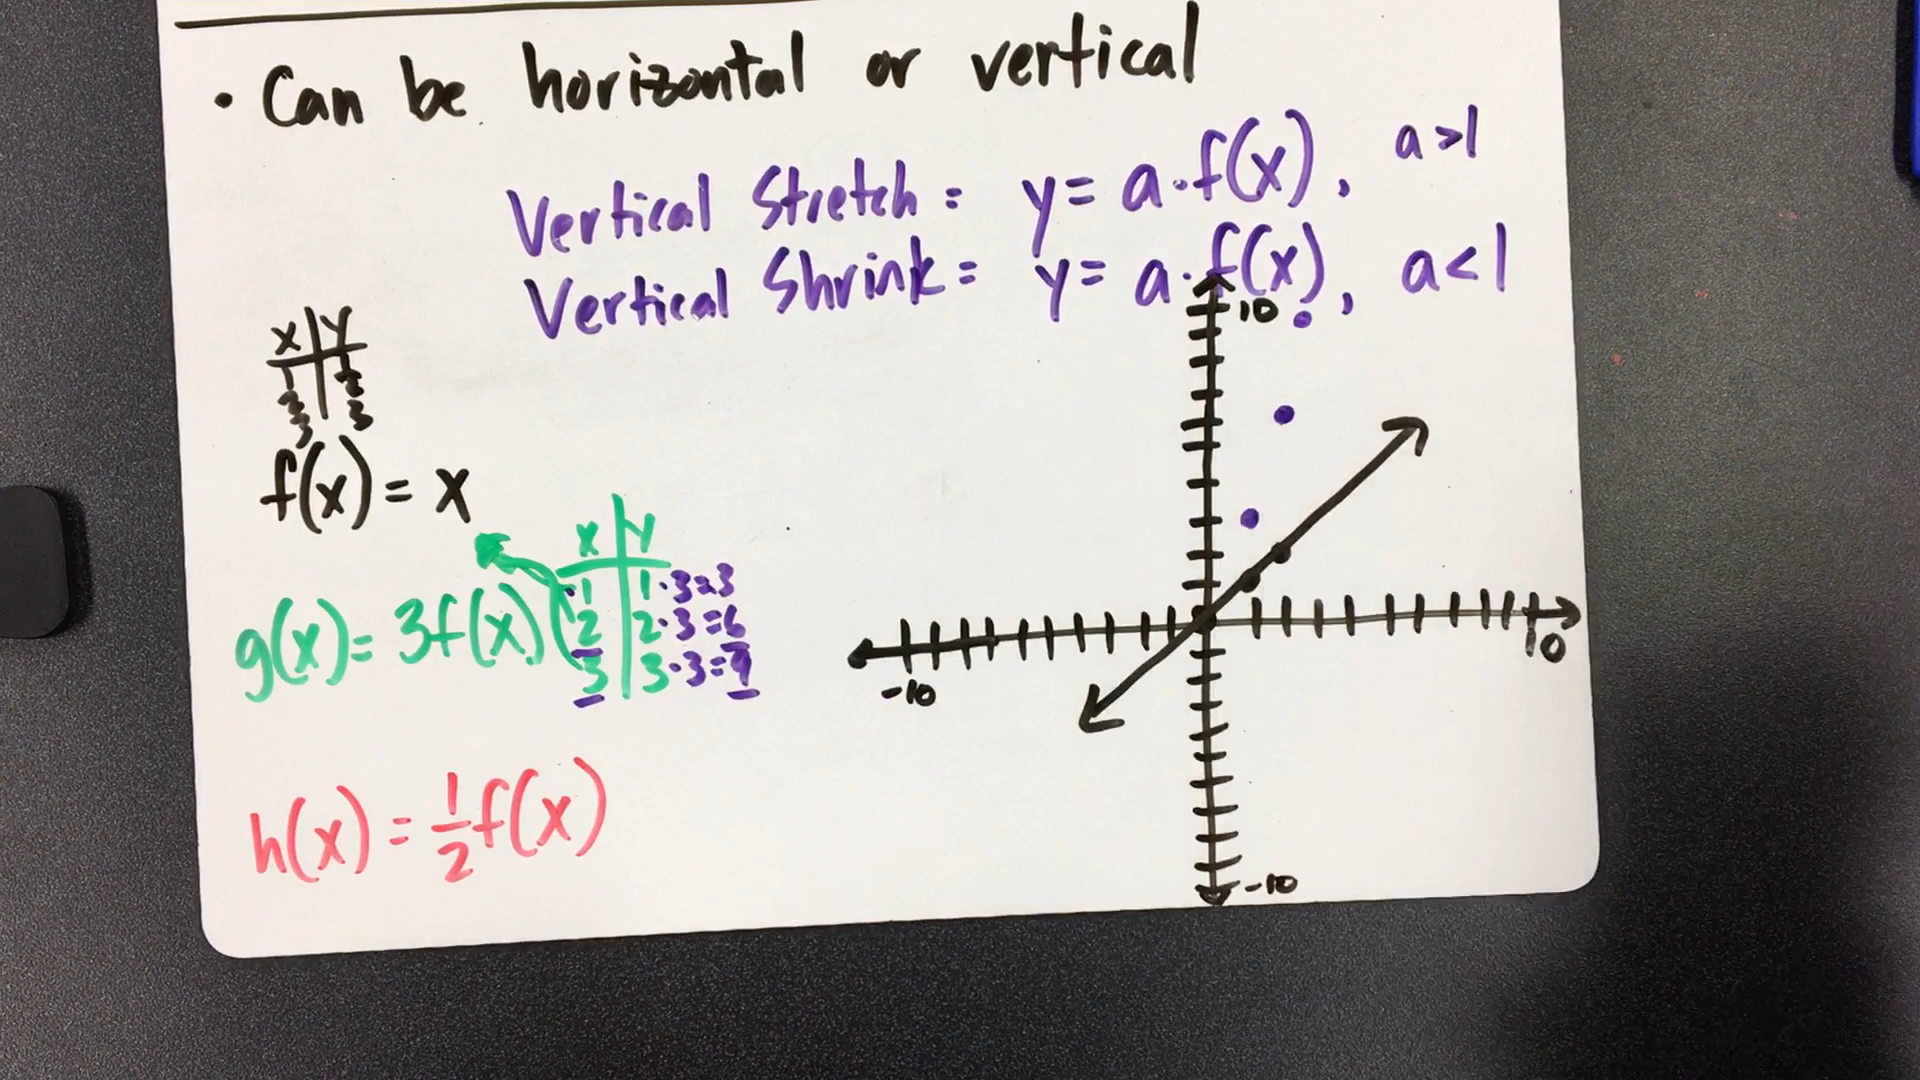 • Can be horizontal or vertical
Vertical Stretch = y = a·f(x), a>1
Vertical Shrink = y = a·f(x), a<1
x y
1 1
2 2
3 3
f(x) = x
x y
1 1·3=3
2 2·3=6
3 3·3=9
g(x) = 3f(x)
h(x) = 1/2 f(x)
10
-10
10
-10